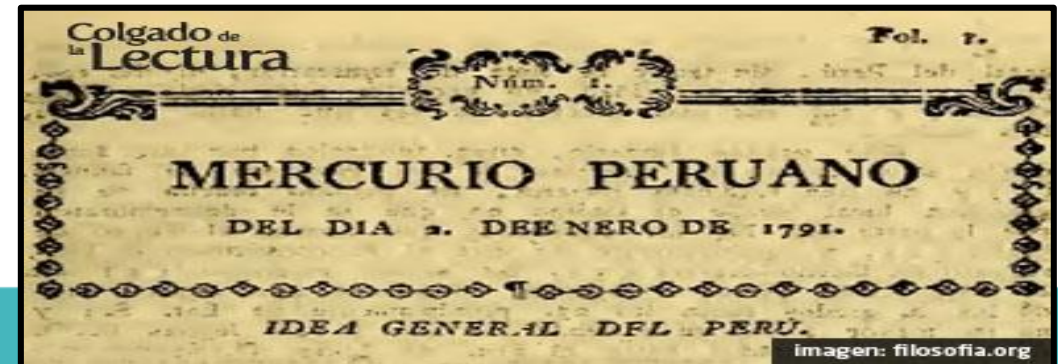 Colgado de
la Lectura
Fol. 1.
Núm. 1.
MERCURIO PERUANO
DEL DIA 2. DEE NERO DE 1791.
IDEA GENERAL DEL PERÚ.
imagen: filosofia.org